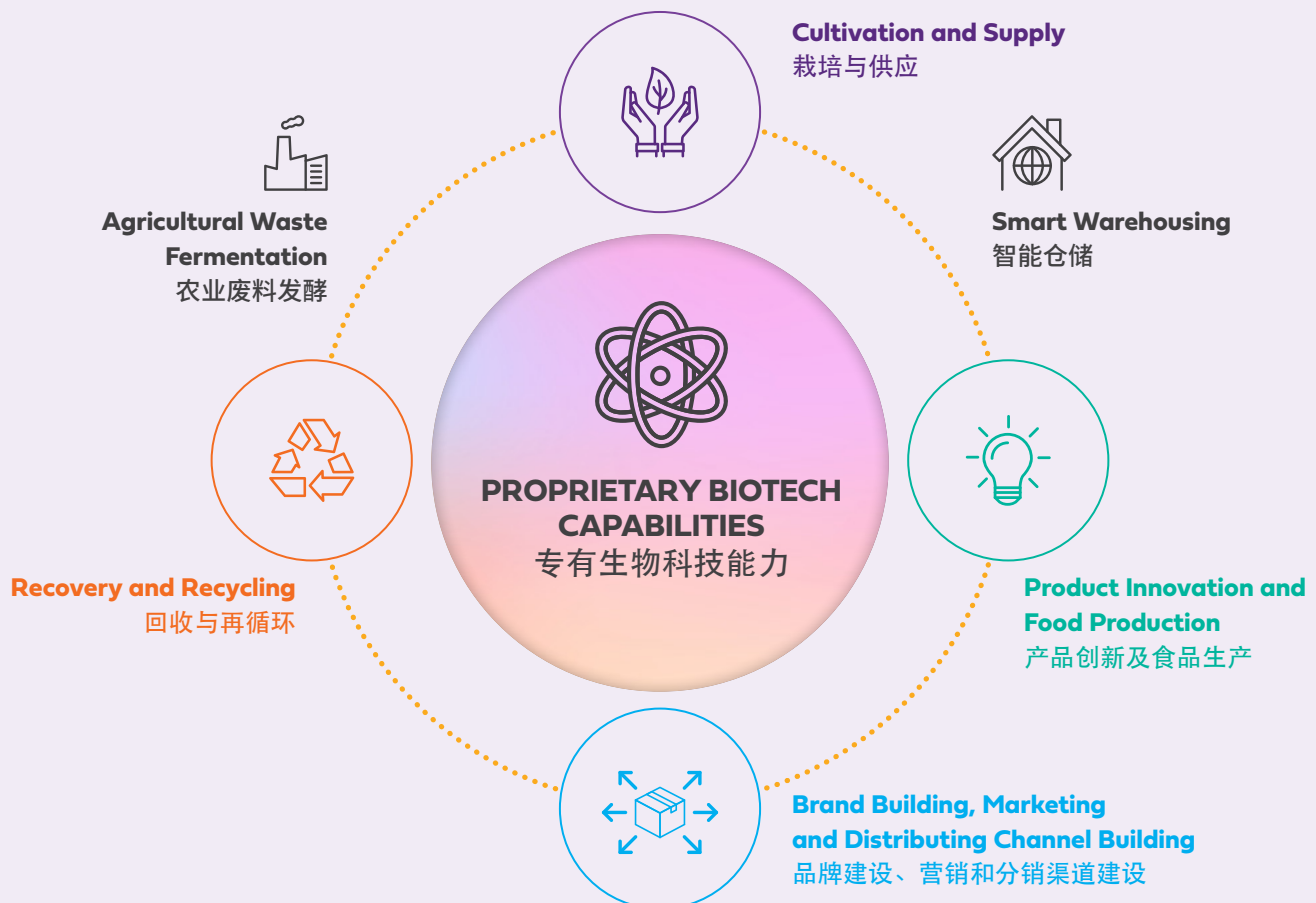 Cultivation and Supply
栽培与供应
Agricultural Waste
Fermentation
农业废料发酵
Smart Warehousing
智能仓储
PROPRIETARY BIOTECH
CAPABILITIES
专有生物科技能力
Recovery and Recycling
回收与再循环
Product Innovation and
Food Production
产品创新及食品生产
Brand Building, Marketing
and Distributing Channel Building
品牌建设、营销和分销渠道建设